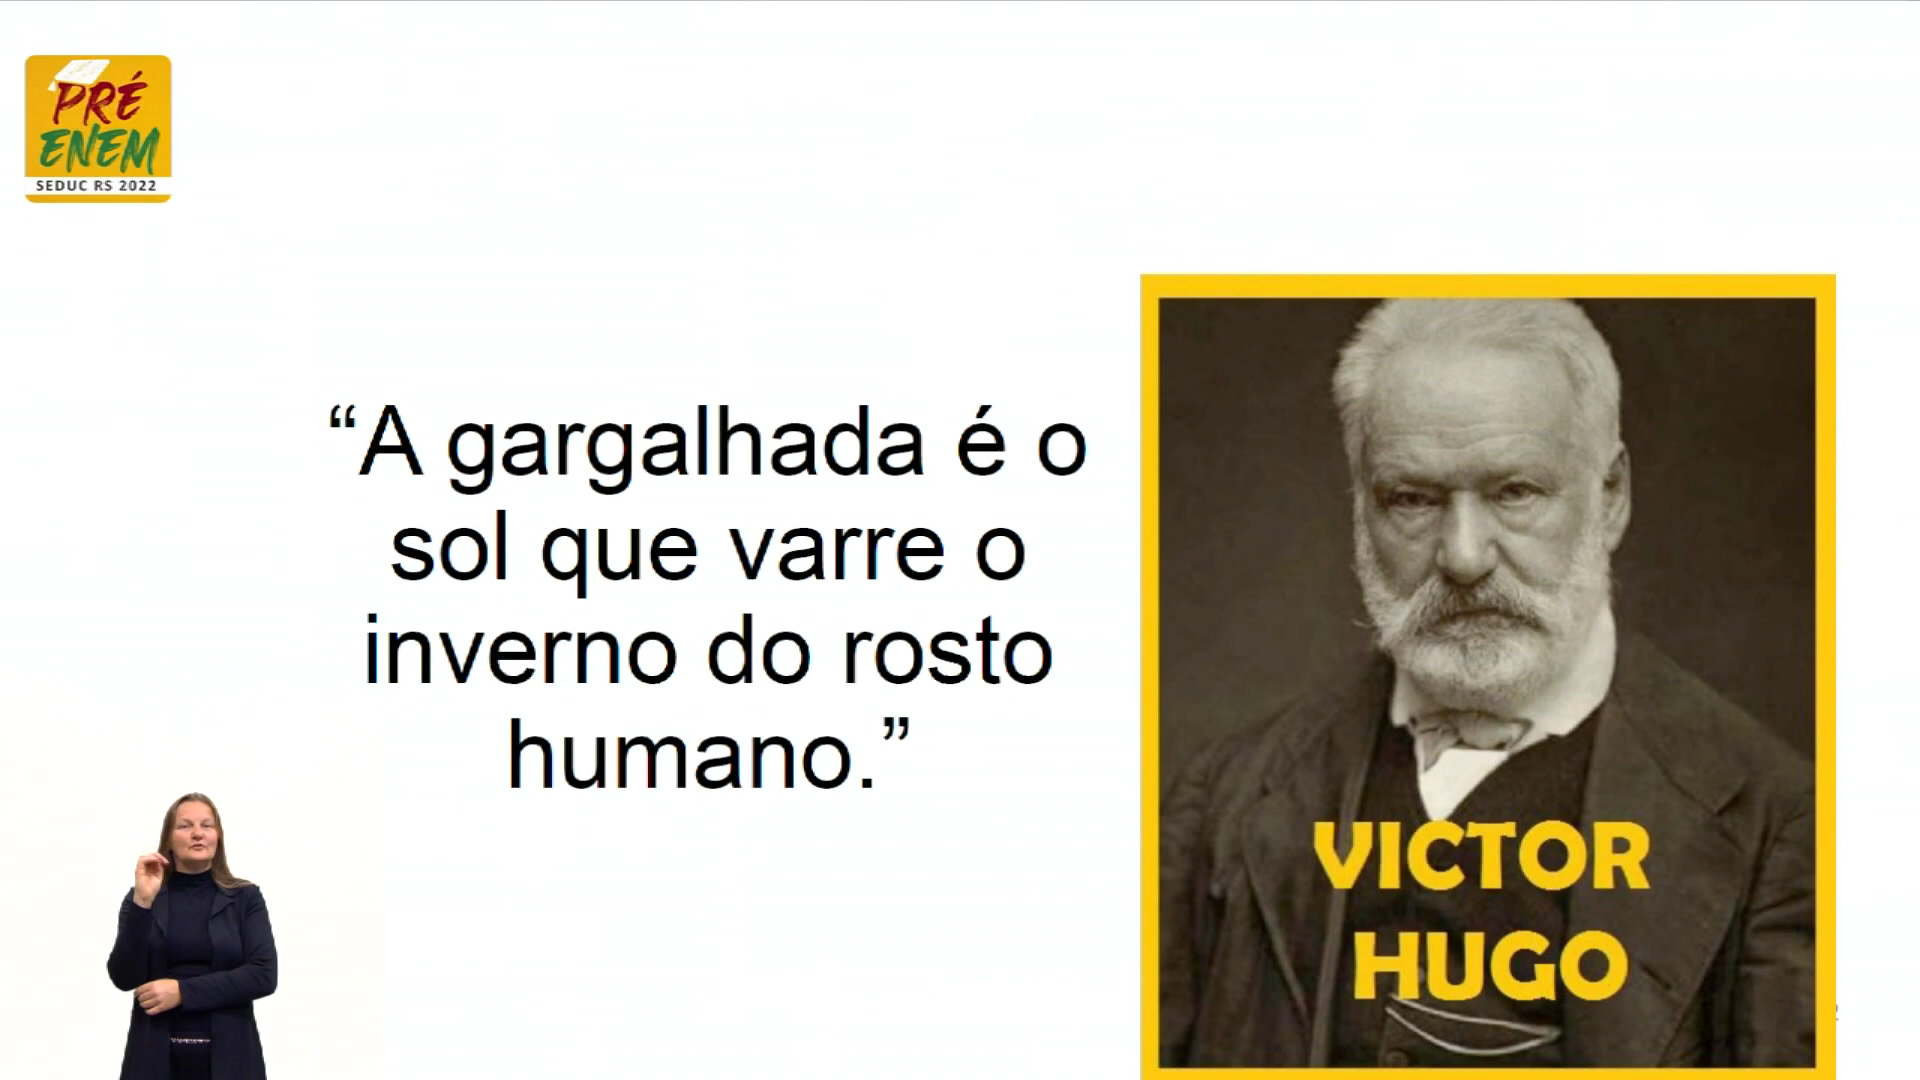 PRÉ
ENEM
SEDUC RS 2022
“A gargalhada é o
sol que varre o
inverno do rosto
humano.”
VICTOR
HUGO